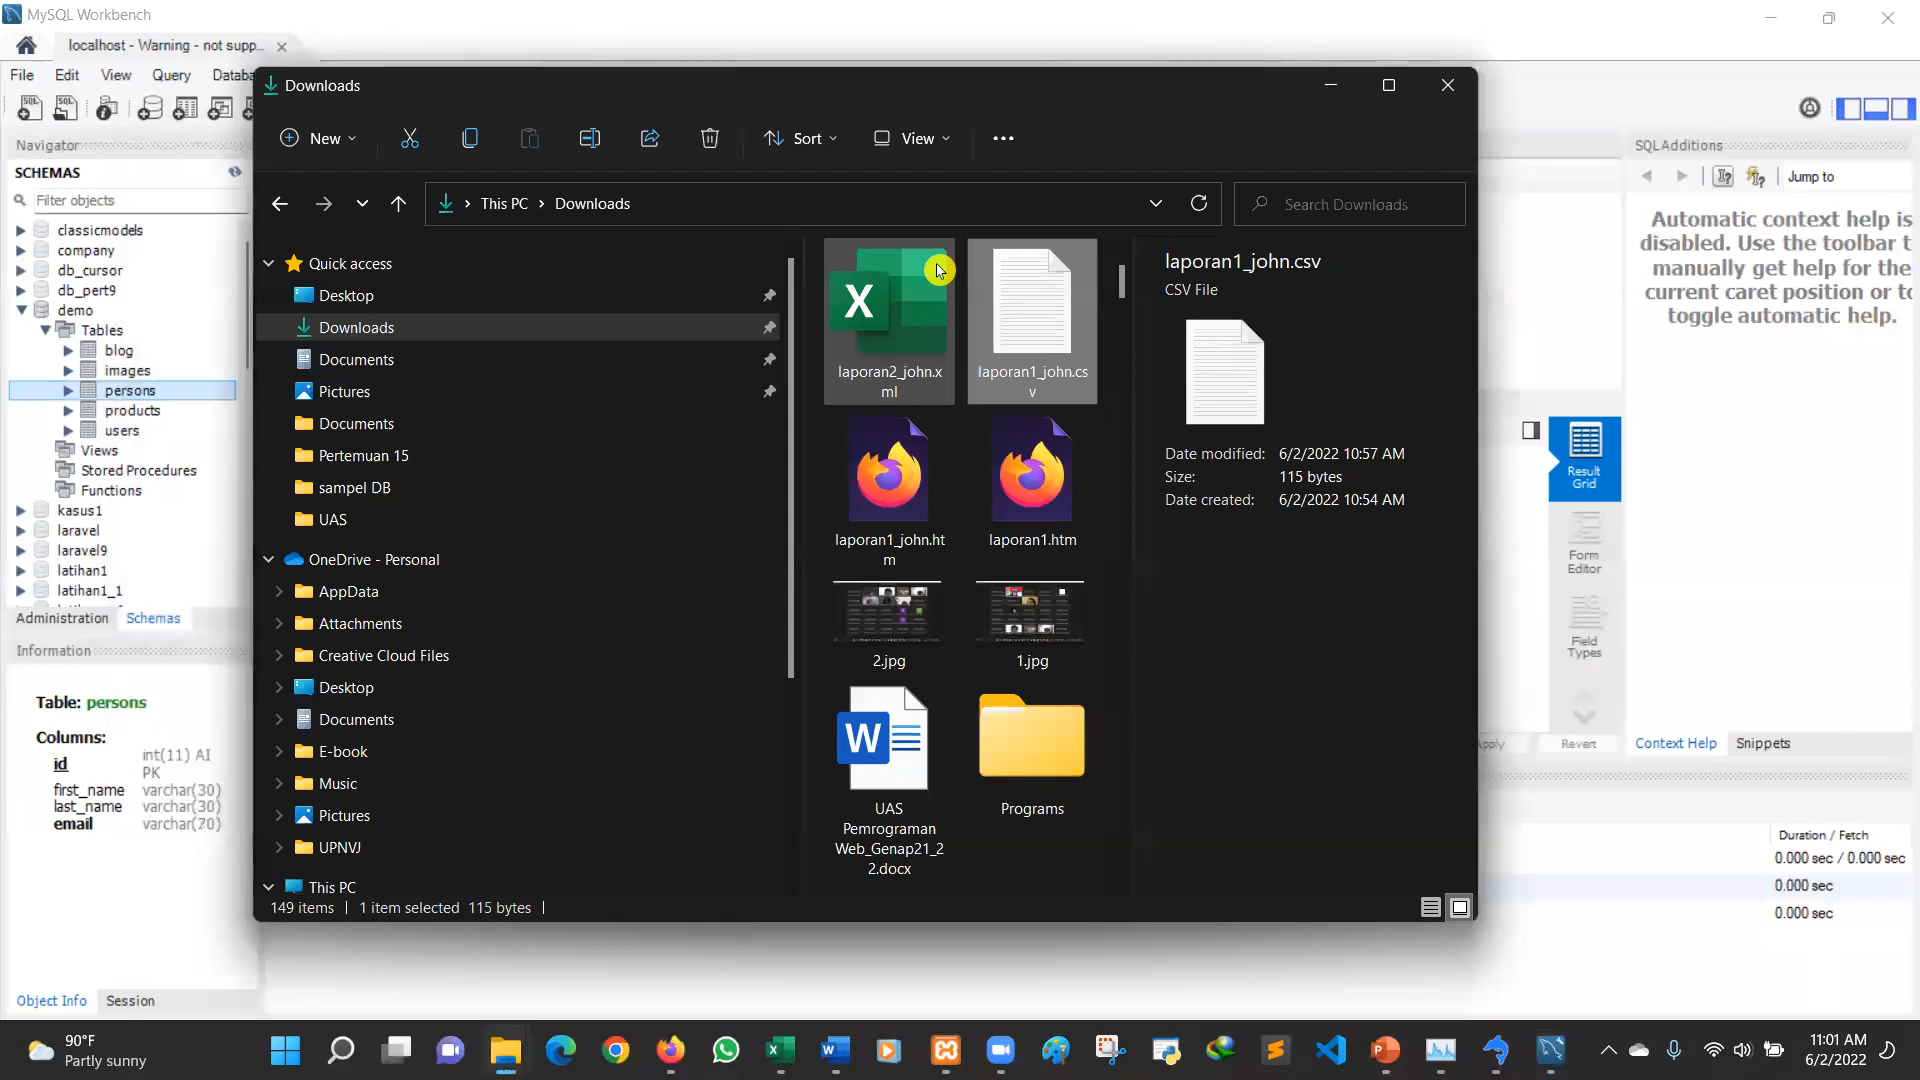 MySQL Workbench
localhost - Warning - not supp...
File Edit View Query Databa
Navigator
SCHEMAS
Filter objects
classicmodels
company
db_cursor
db_pert9
demo
Tables
blog
images
persons
products
users
Views
Stored Procedures
Functions
kasus1
laravel
laravel9
latihan1
latihan1_1
Administration Schemas
Information
Table: persons
Columns:
id int(11) AI
PK
first_name varchar(30)
last_name varchar(30)
email varchar(70)
Object Info Session
Downloads
New
Sort
View
This PC > Downloads
Search Downloads
Quick access
Desktop
Downloads
Documents
Pictures
Documents
Pertemuan 15
sampel DB
UAS
OneDrive - Personal
AppData
Attachments
Creative Cloud Files
Desktop
Documents
E-book
Music
Pictures
UPNVJ
This PC
149 items 1 item selected 115 bytes
laporan2_john.x
ml
laporan1_john.cs
v
laporan1_john.ht
m
laporan1.htm
2.jpg
1.jpg
UAS
Pemrograman
Web_Genap21_2
2.docx
Programs
laporan1_john.csv
CSV File
Date modified: 6/2/2022 10:57 AM
Size: 115 bytes
Date created: 6/2/2022 10:54 AM
SQLAdditions
Jump to
Automatic context help is
disabled. Use the toolbar t
manually get help for the
current caret position or to
toggle automatic help.
Result
Grid
Form
Editor
Field
Types
Apply Revert
Context Help Snippets
Duration / Fetch
0.000 sec / 0.000 sec
0.000 sec
0.000 sec
90°F
Partly sunny
11:01 AM
6/2/2022